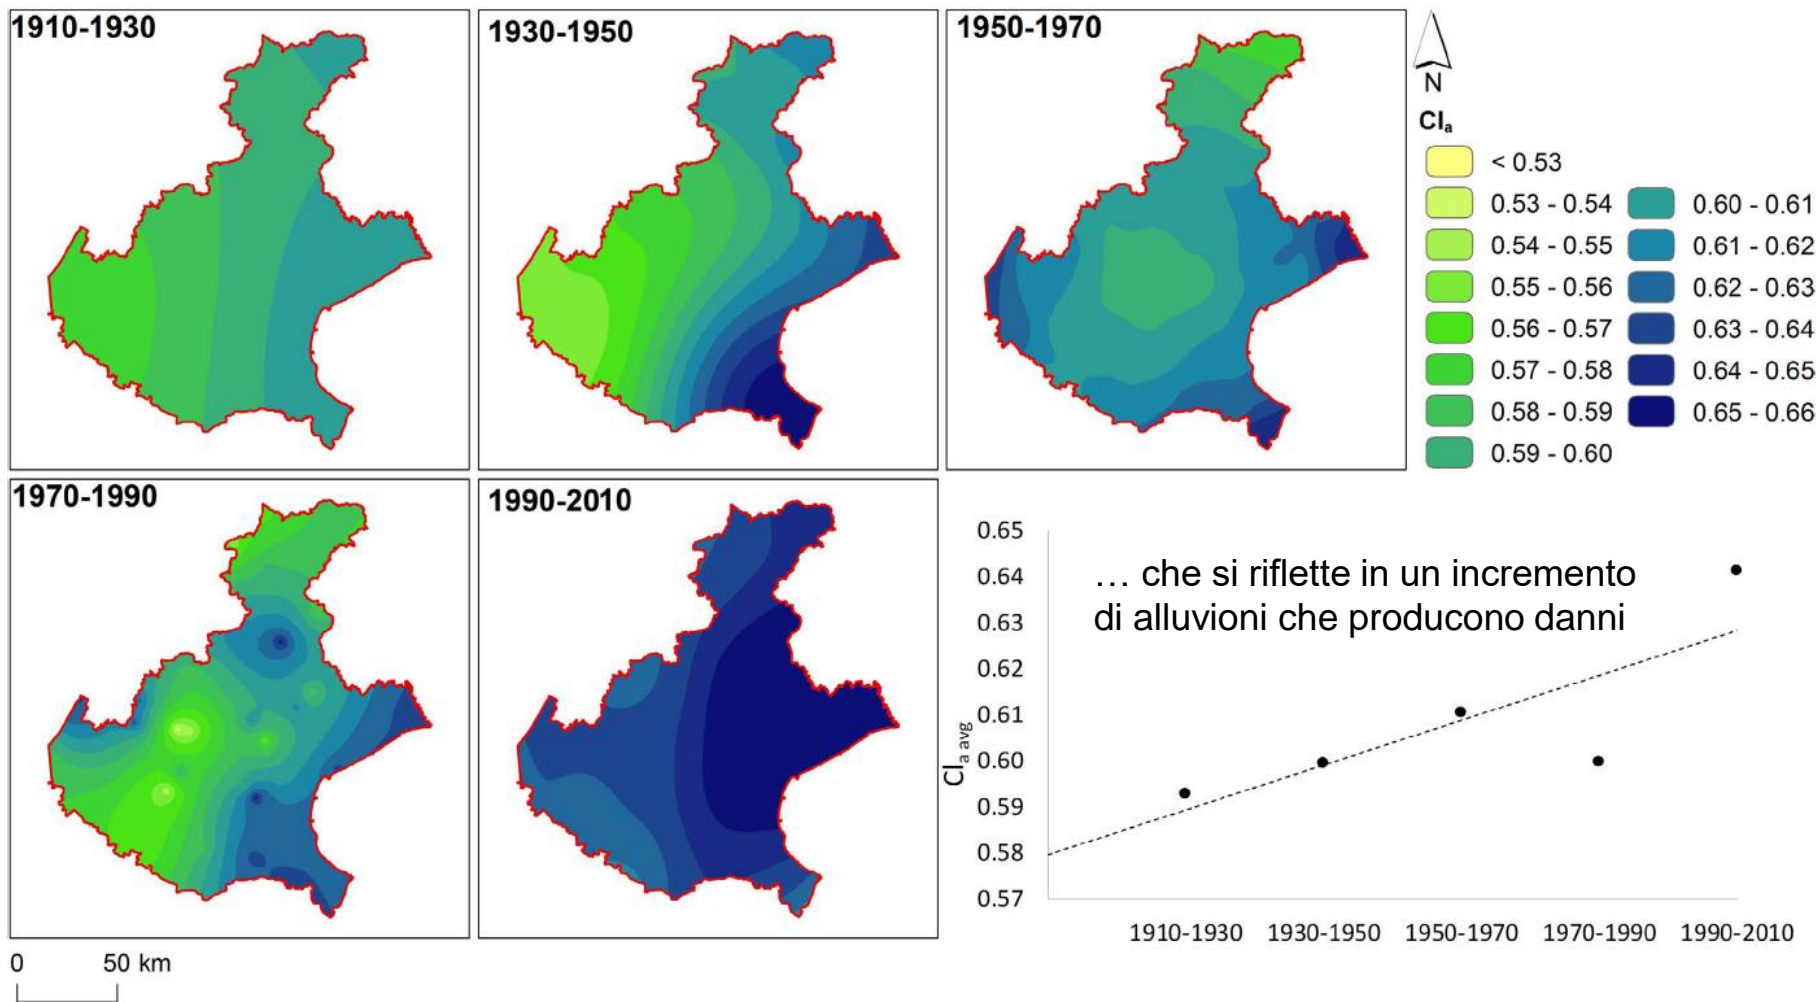 1910-1930
1930-1950
1950-1970
N
CIa
< 0.53
0.53 - 0.54
0.54 - 0.55
0.55 - 0.56
0.56 - 0.57
0.57 - 0.58
0.58 - 0.59
0.59 - 0.60
0.60 - 0.61
0.61 - 0.62
0.62 - 0.63
0.63 - 0.64
0.64 - 0.65
0.65 - 0.66
1970-1990
1990-2010
0 50 km
… che si riflette in un incremento
di alluvioni che producono danni
CIa avg
0.65
0.64
0.63
0.62
0.61
0.60
0.59
0.58
0.57
1910-1930 1930-1950 1950-1970 1970-1990 1990-2010